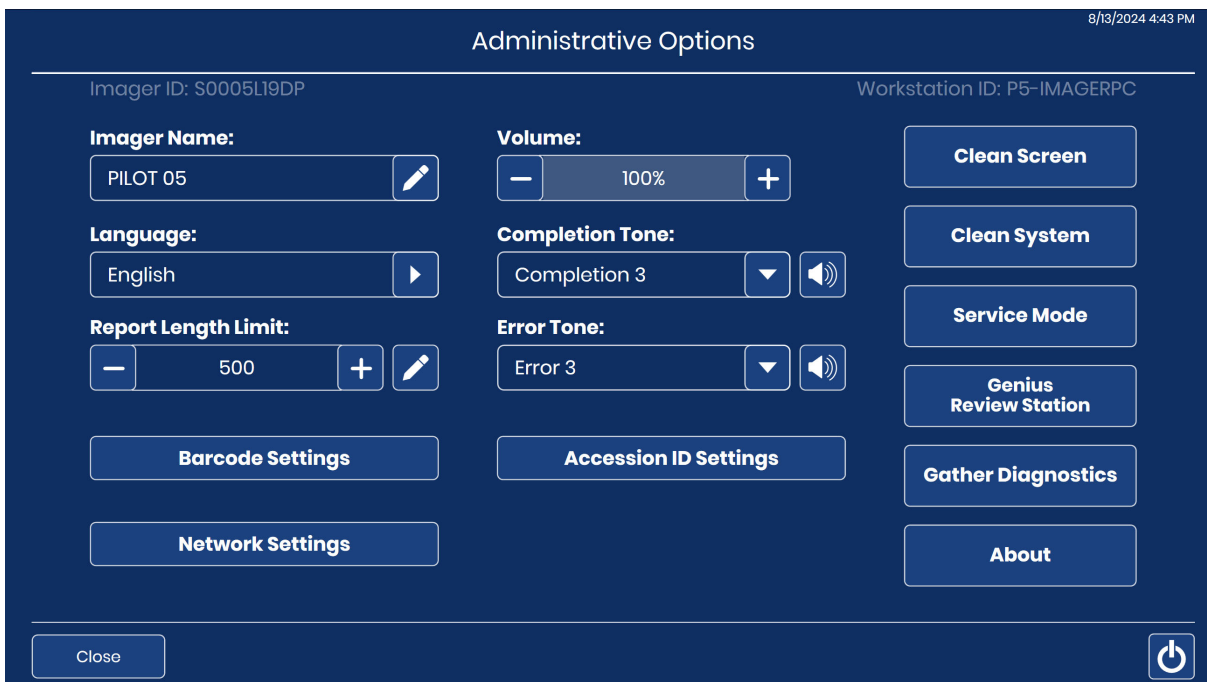 8/13/2024 4:43 PM
Administrative Options
Imager ID: S0005L19DP
Workstation ID: P5-IMAGERPC
Imager Name:
PILOT 05
Language:
English
Report Length Limit:
500
Volume:
100%
Completion Tone:
Completion 3
Error Tone:
Error 3
Barcode Settings
Accession ID Settings
Network Settings
Clean Screen
Clean System
Service Mode
Genius
Review Station
Gather Diagnostics
About
Close